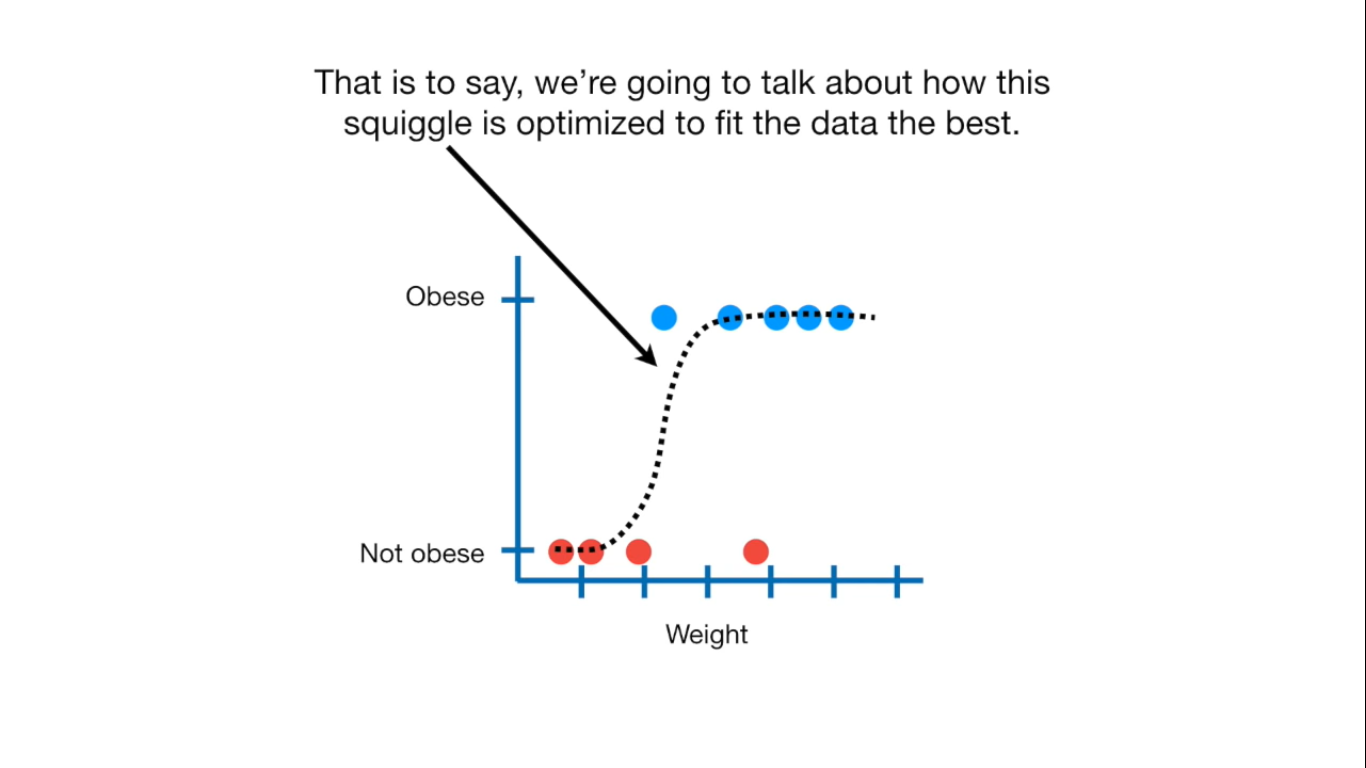 That is to say, we’re going to talk about how this
squiggle is optimized to fit the data the best.
Obese
Not obese
Weight